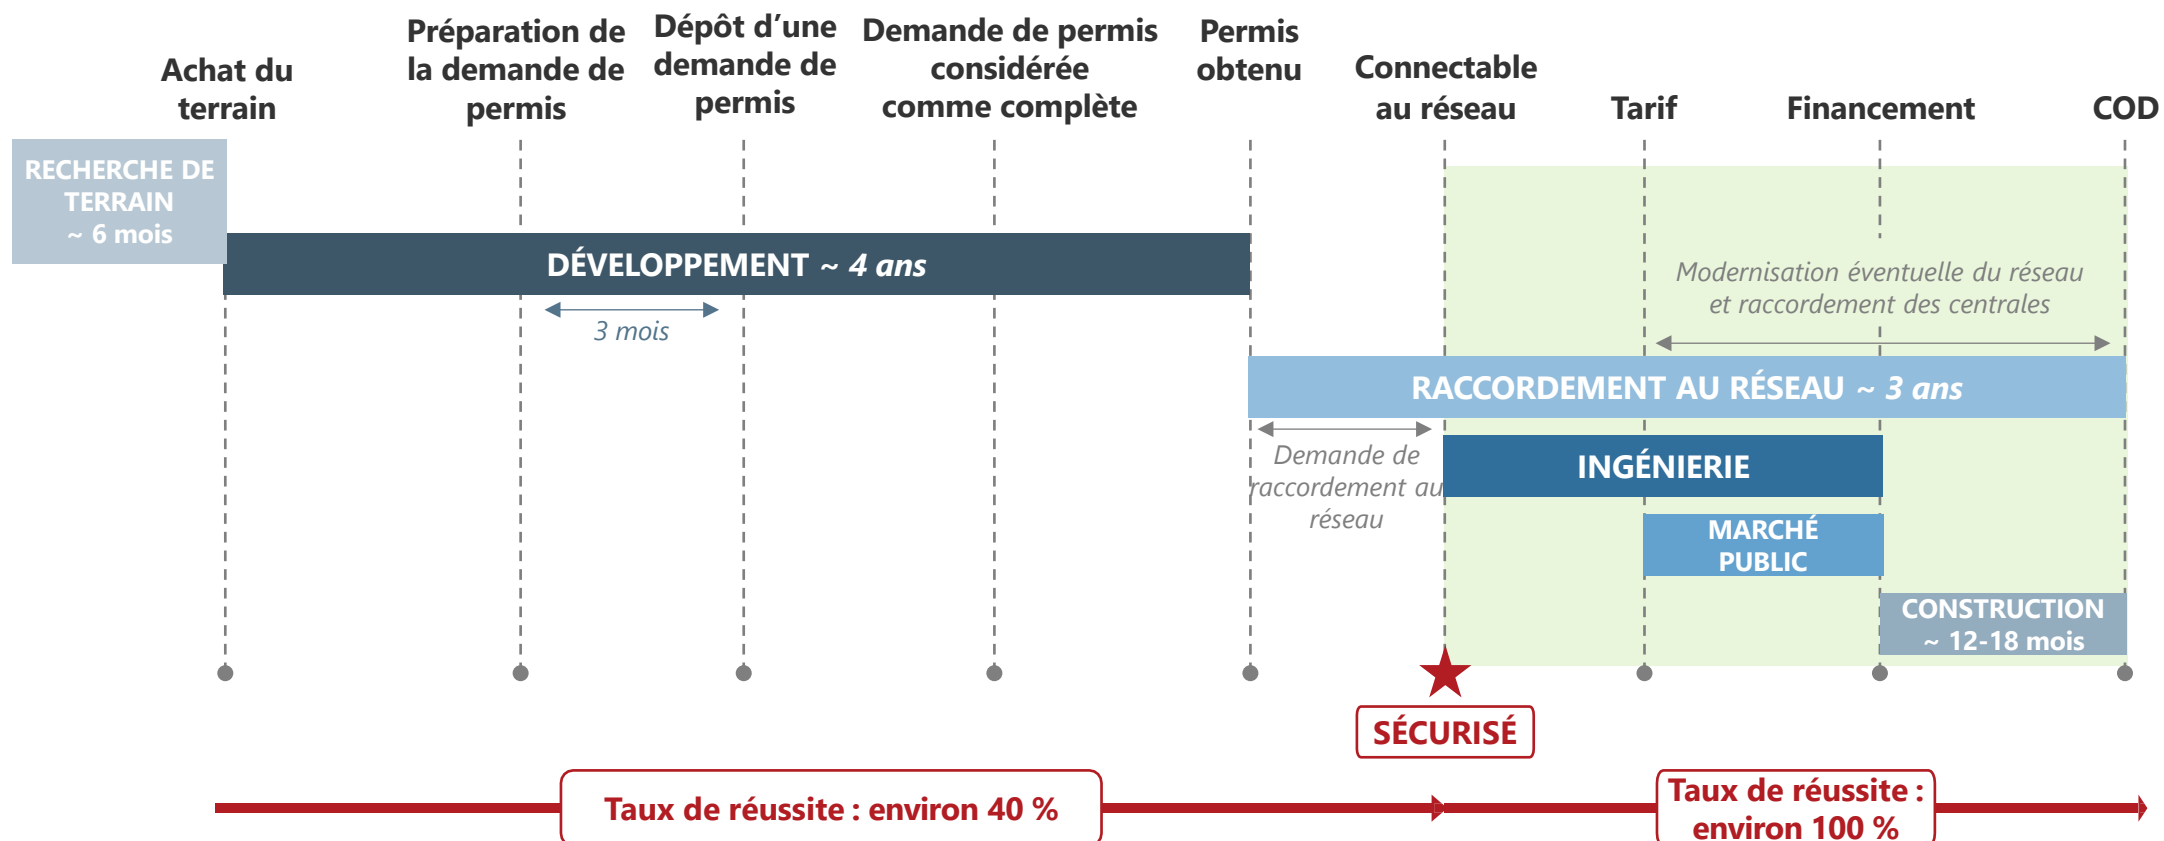 Achat du
terrain
Préparation de
la demande de
permis
Dépôt d’une
demande de
permis
Demande de permis
considérée
comme complète
Permis
obtenu
Connectable
au réseau
Tarif
Financement
COD
RECHERCHE DE
TERRAIN
~ 6 mois
DÉVELOPPEMENT ~ 4 ans
3 mois
Modernisation éventuelle du réseau
et raccordement des centrales
RACCORDEMENT AU RÉSEAU ~ 3 ans
Demande de
raccordement au
réseau
INGÉNIERIE
MARCHÉ
PUBLIC
CONSTRUCTION
~ 12-18 mois
SÉCURISÉ
Taux de réussite : environ 40 %
Taux de réussite :
environ 100 %